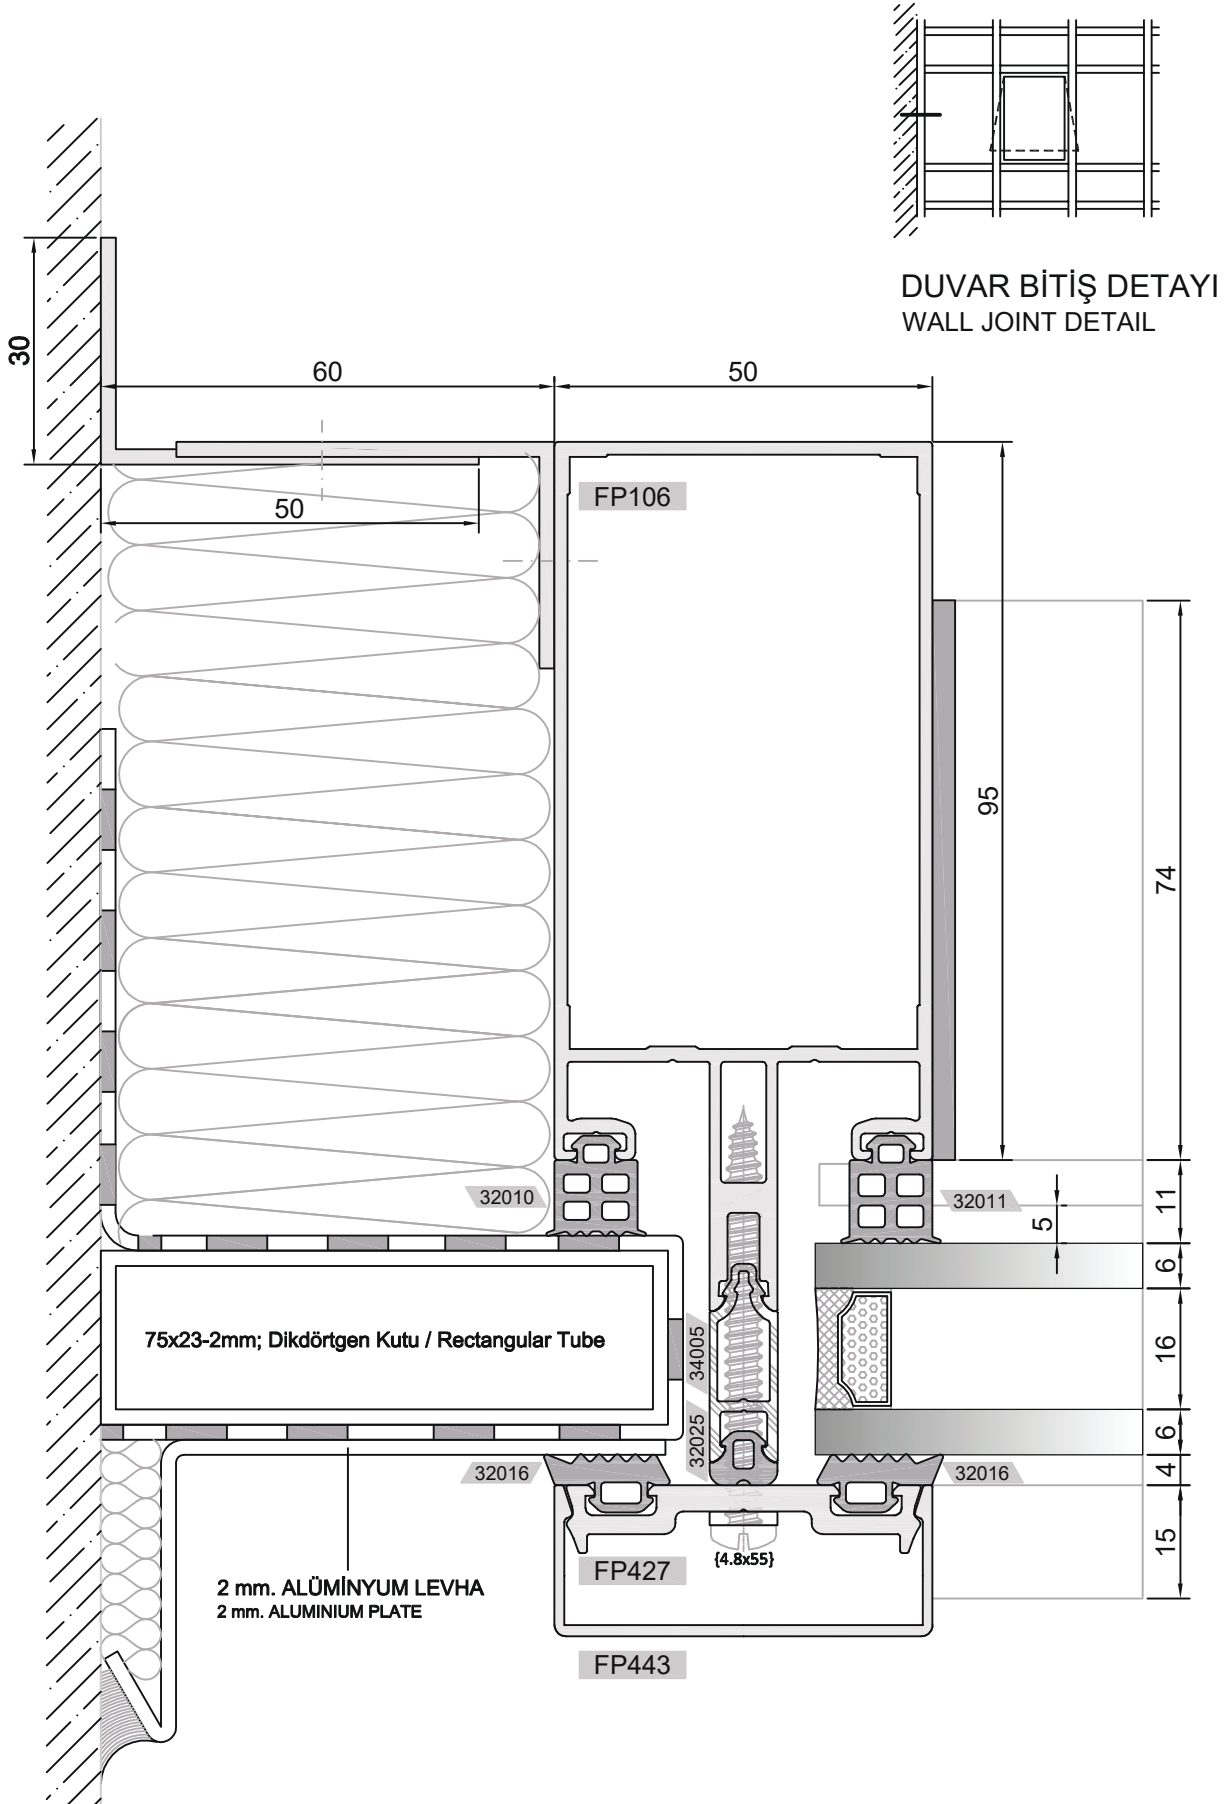 DUVAR BİTİŞ DETAYI
WALL JOINT DETAIL
30
60
50
50
FP106
95
74
32010
32011
11
5
6
75x23-2mm; Dikdörtgen Kutu / Rectangular Tube
34005
16
32025
6
32016
32016
4
15
{4.8x55}
FP427
2 mm. ALÜMİNYUM LEVHA
2 mm. ALUMINIUM PLATE
FP443